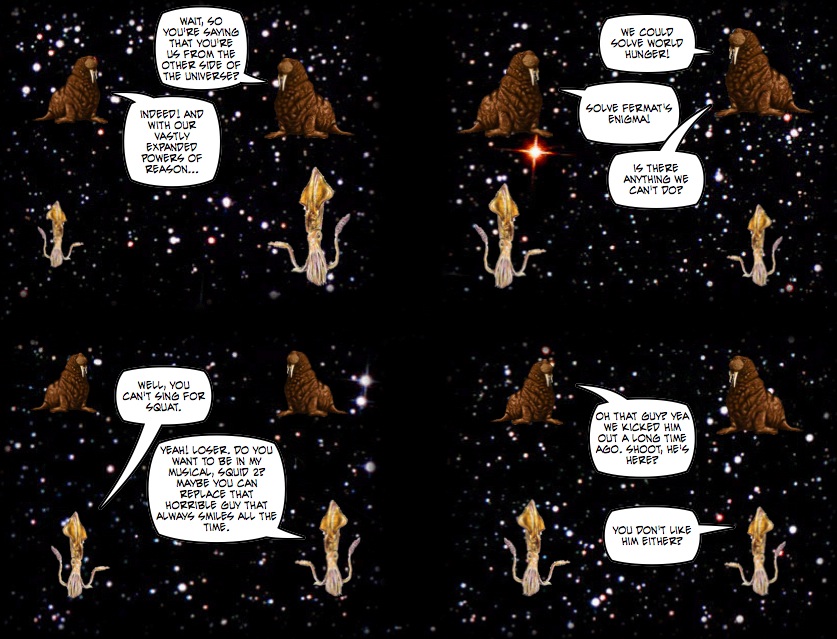 WAIT, SO
YOU'RE SAYING
THAT YOU'RE
US FROM THE
OTHER SIDE OF
THE UNIVERSE?
INDEED! AND
WITH OUR
VASTLY
EXPANDED
POWERS OF
REASON...
WE COULD
SOLVE WORLD
HUNGER!
SOLVE FERMAT'S
ENIGMA!
IS THERE
ANYTHING WE
CAN'T DO?
WELL, YOU
CAN'T SING FOR
SQUAT.
YEAH! LOSER. DO YOU
WANT TO BE IN MY
MUSICAL, SQUID 2?
MAYBE YOU CAN
REPLACE THAT
HORRIBLE GUY THAT
ALWAYS SMILES ALL THE
TIME.
OH THAT GUY? YEA
WE KICKED HIM
OUT A LONG TIME
AGO. SHOOT, HE'S
HERE?
YOU DON'T LIKE
HIM EITHER?